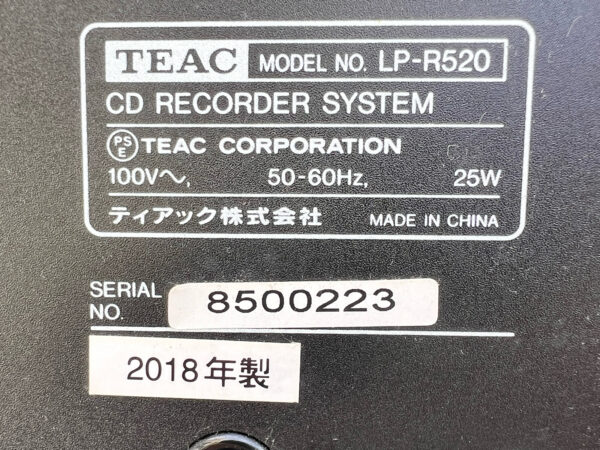 TEAC MODEL NO. LP-R520
CD RECORDER SYSTEM
PSE TEAC CORPORATION
100V～, 50-60Hz, 25W
ティアック株式会社 MADE IN CHINA
SERIAL NO. 8500223
2018年製